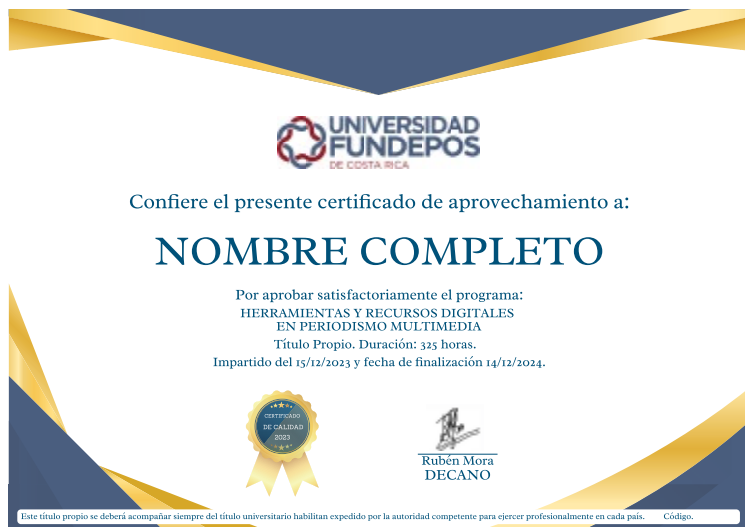 UNIVERSIDAD
FUNDEPOS
DE COSTA RICA
Confiere el presente certificado de aprovechamiento a:
NOMBRE COMPLETO
Por aprobar satisfactoriamente el programa:
HERRAMIENTAS Y RECURSOS DIGITALES
EN PERIODISMO MULTIMEDIA
Título Propio. Duración: 325 horas.
Impartido del 15/12/2023 y fecha de finalización 14/12/2024.
CERTIFICADO
DE CALIDAD
2023
Rubén Mora
DECANO
Este título propio se deberá acompañar siempre del título universitario habilitan expedido por la autoridad competente para ejercer profesionalmente en cada país. Código.